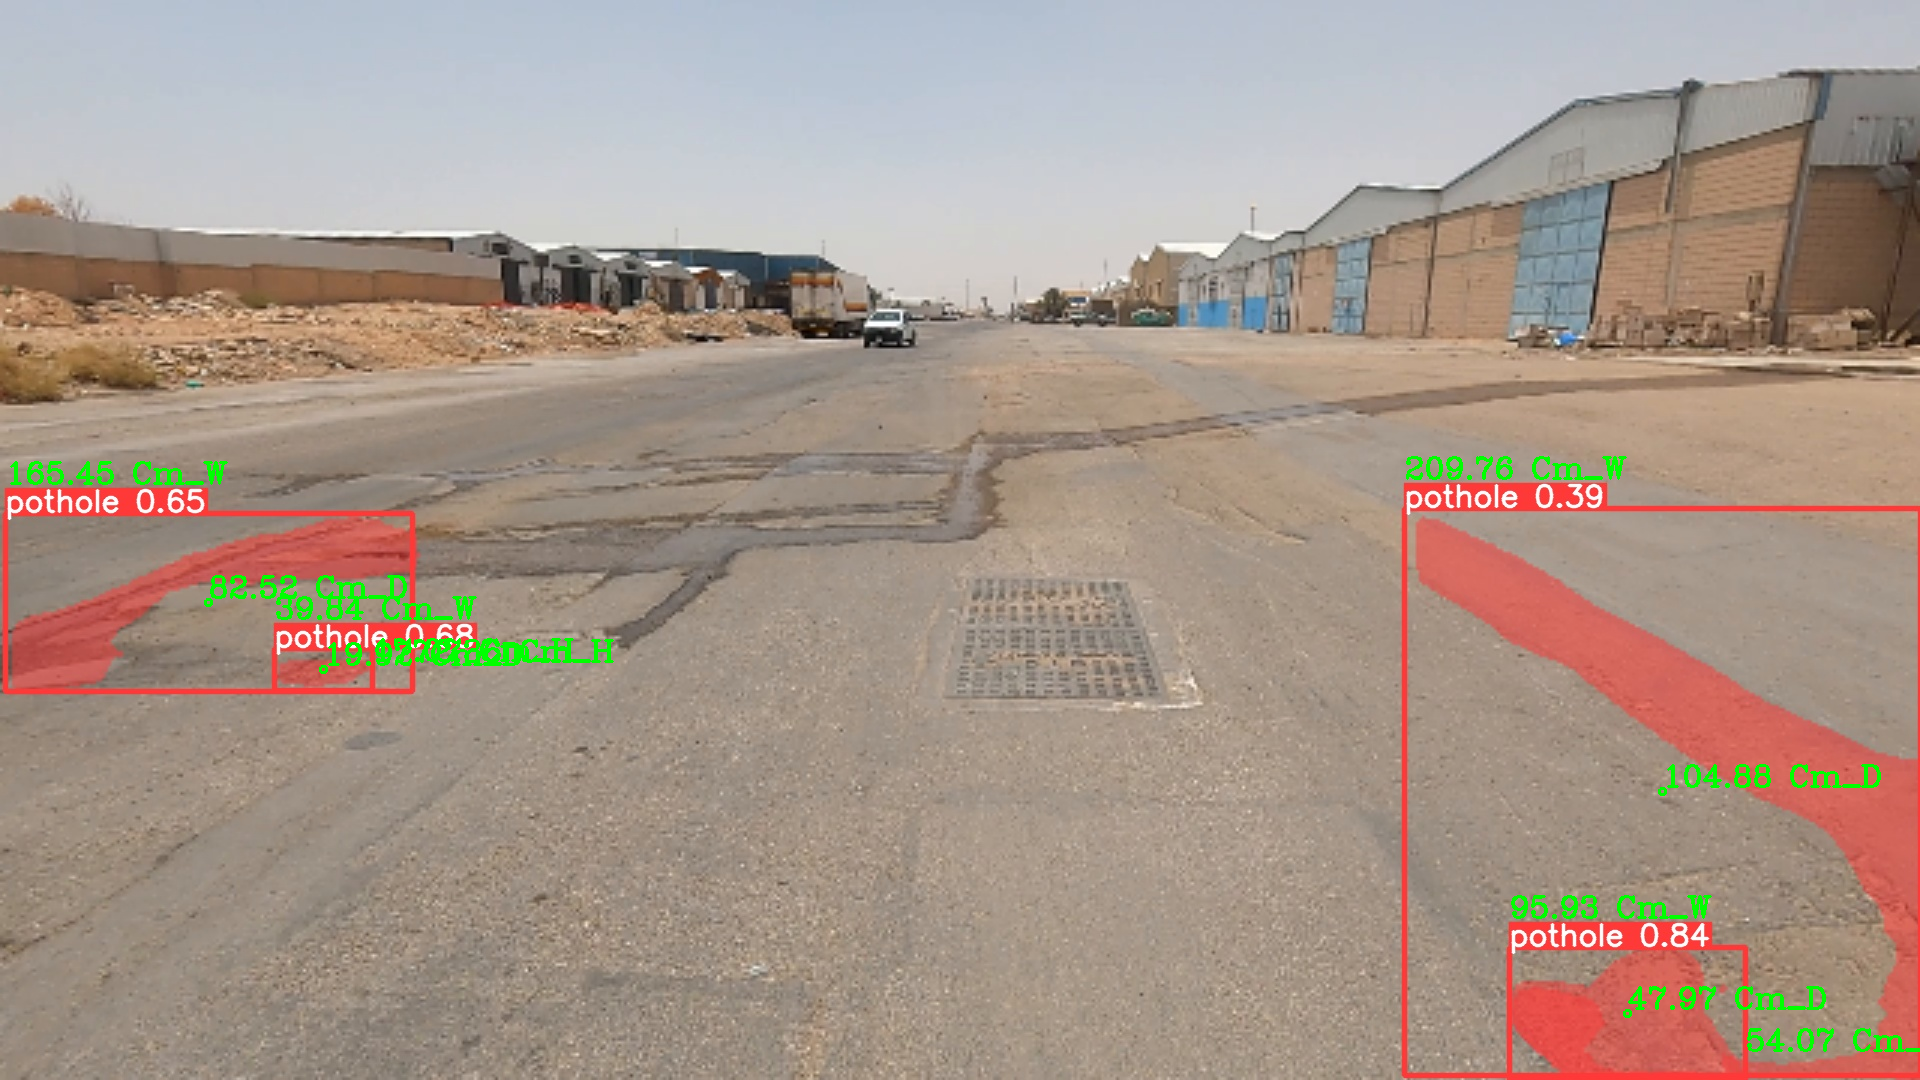 165.45 Cm_W
pothole 0.65
82.52 Cm_D
39.84 Cm_W
pothole 0.68
209.76 Cm_W
pothole 0.39
104.88 Cm_D
95.93 Cm_W
pothole 0.84
47.97 Cm_D
54.07 Cm_